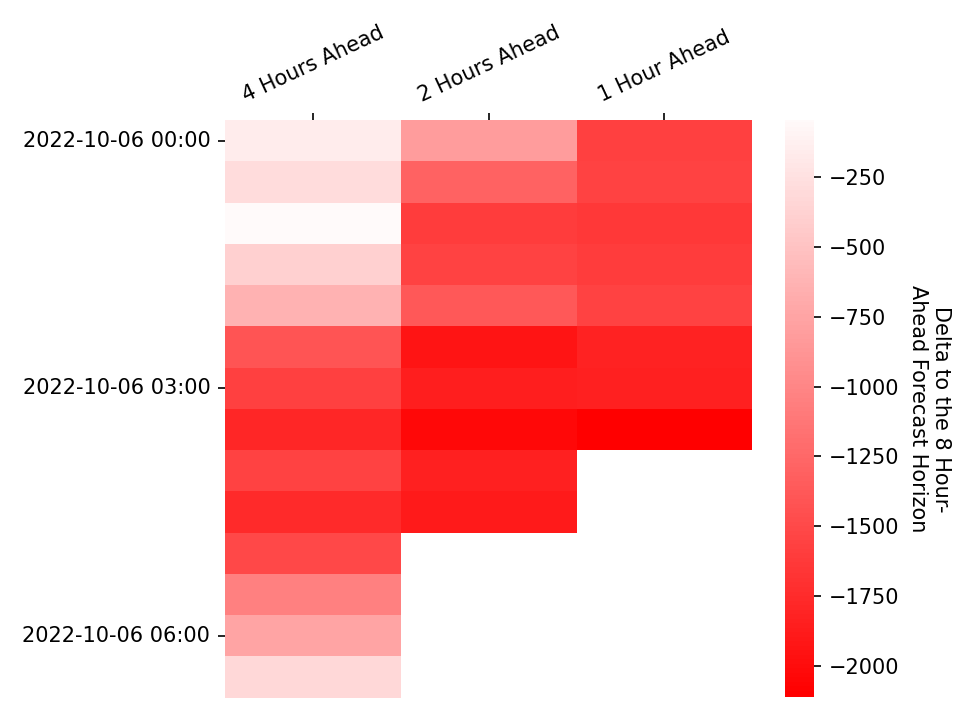 4 Hours Ahead
2 Hours Ahead
1 Hour Ahead
2022-10-06 00:00
2022-10-06 03:00
2022-10-06 06:00
−250
−500
−750
−1000
−1250
−1500
−1750
−2000
Delta to the 8 Hour-
Ahead Forecast Horizon